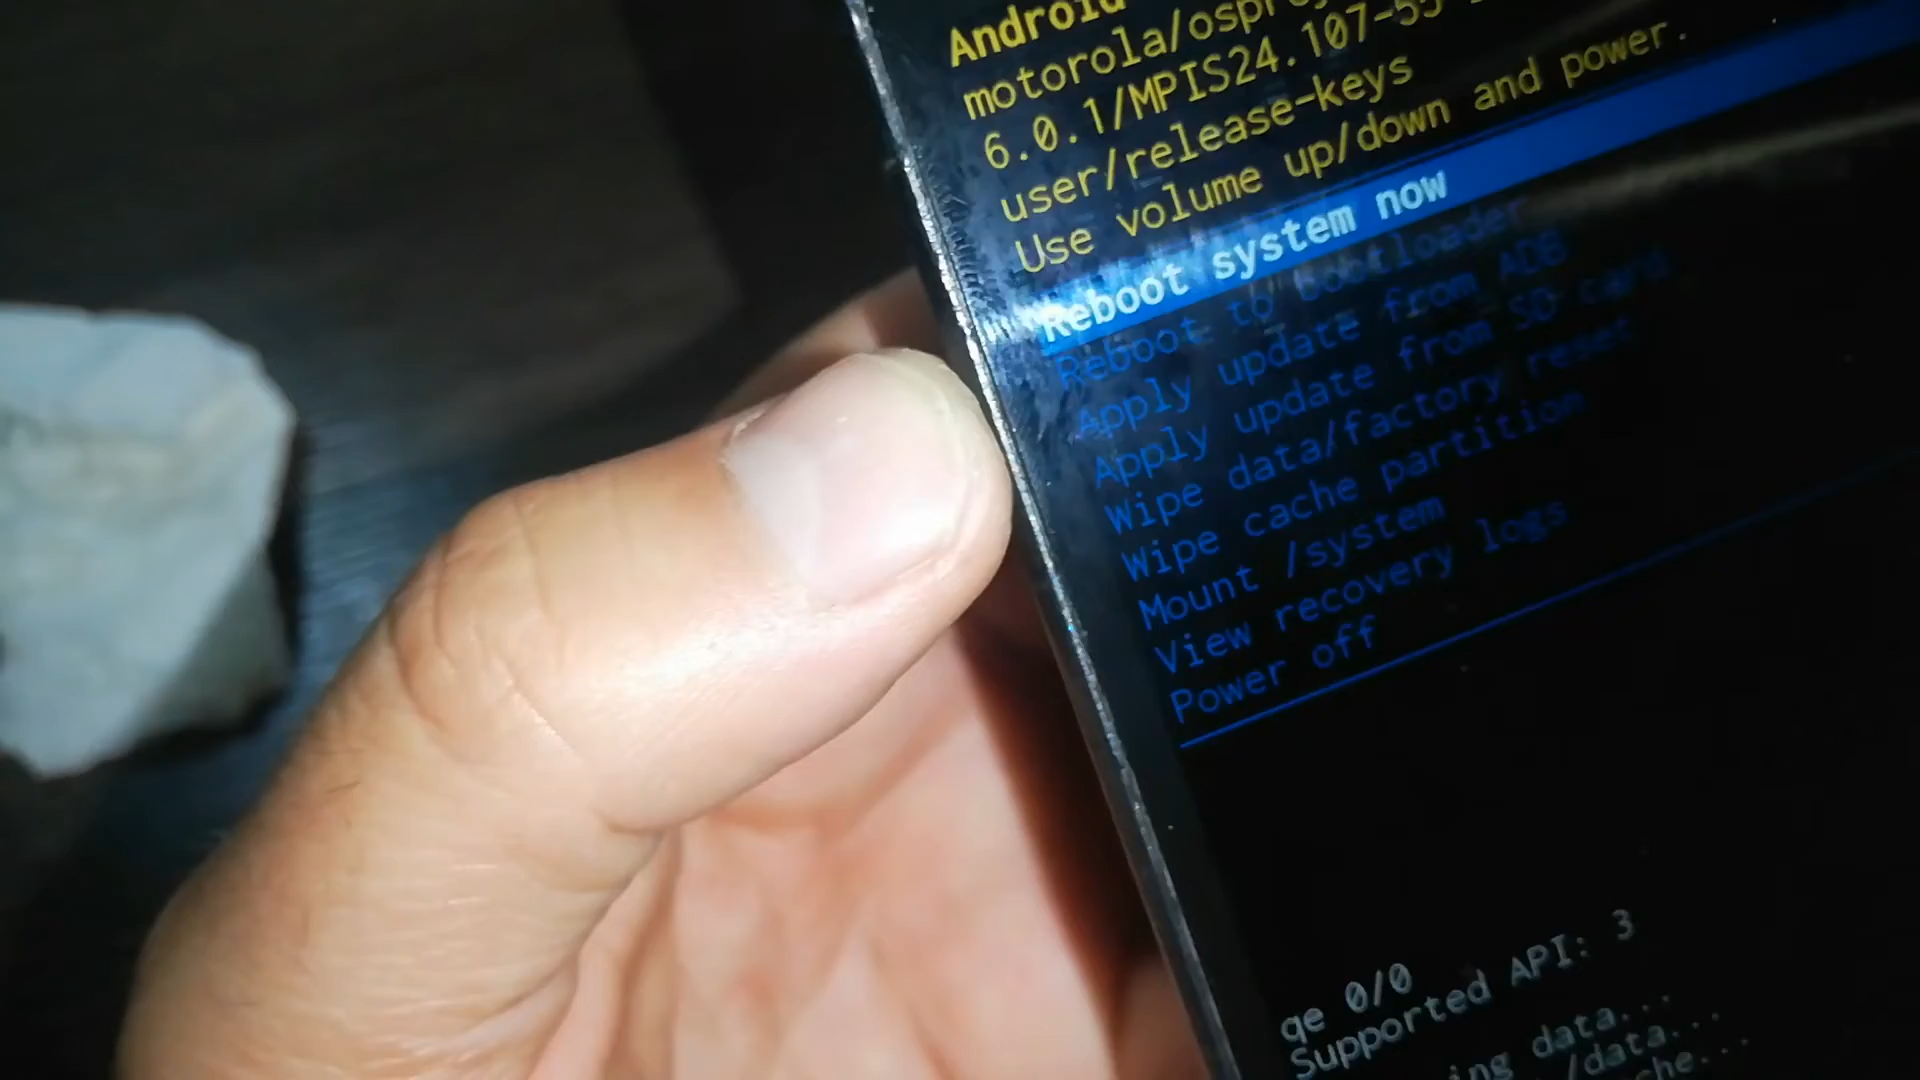 Android
motorola/osprey
6.0.1/MPIS24.107-55-
user/release-keys
Use volume up/down and power.
Reboot system now
Reboot to bootloader
Apply update from ADB
Apply update from SD card
Wipe data/factory reset
Wipe cache partition
Mount /system
View recovery logs
Power off
qe 0/0
Supported API: 3
ing data...
/data...
che...